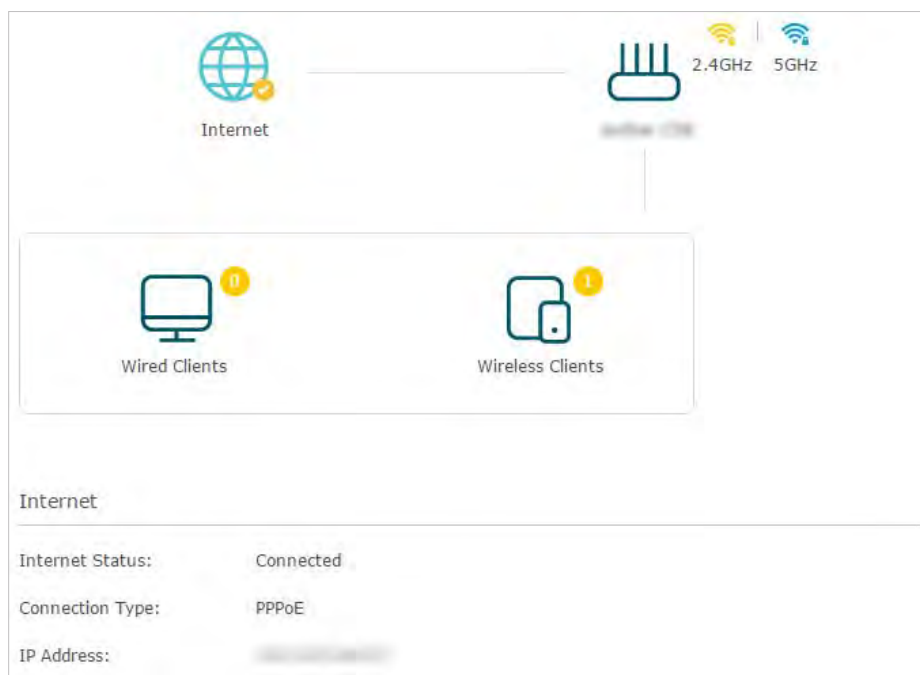 2.4GHz 5GHz
Internet
0
1
Wired Clients
Wireless Clients
Internet
Internet Status: Connected
Connection Type: PPPoE
IP Address: